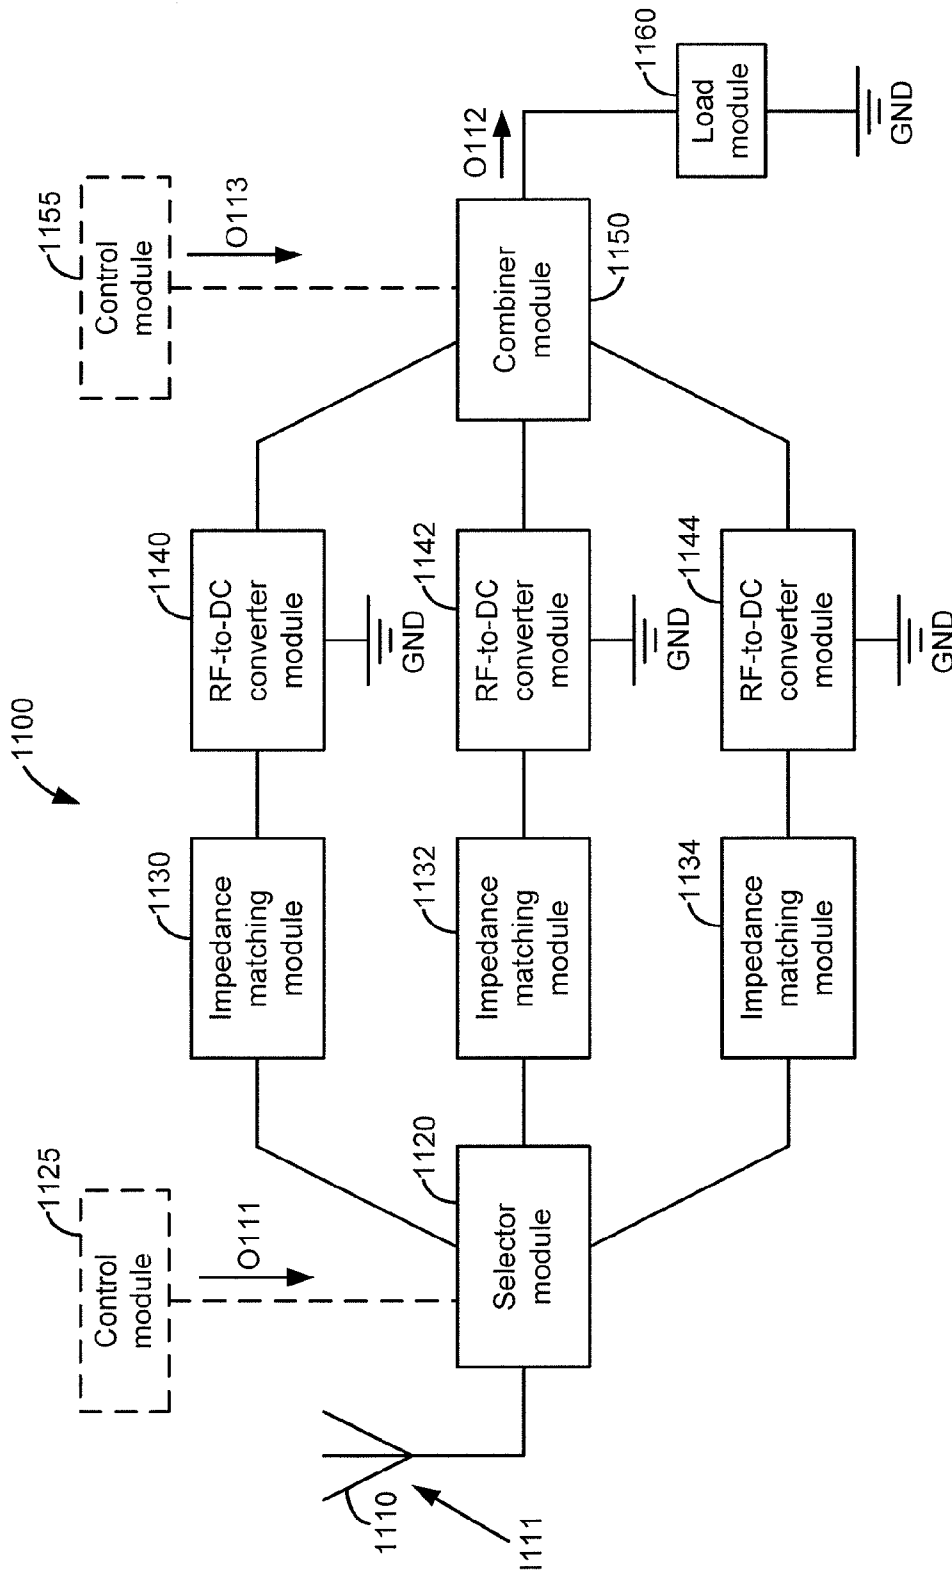 1100
1125
Control
module
O111
1155
Control
module
O113
1110
I111
1120
Selector
module
1130
Impedance
matching
module
1140
RF-to-DC
converter
module
GND
1132
Impedance
matching
module
1142
RF-to-DC
converter
module
GND
1134
Impedance
matching
module
1144
RF-to-DC
converter
module
GND
Combiner
module
1150
O112
1160
Load
module
GND